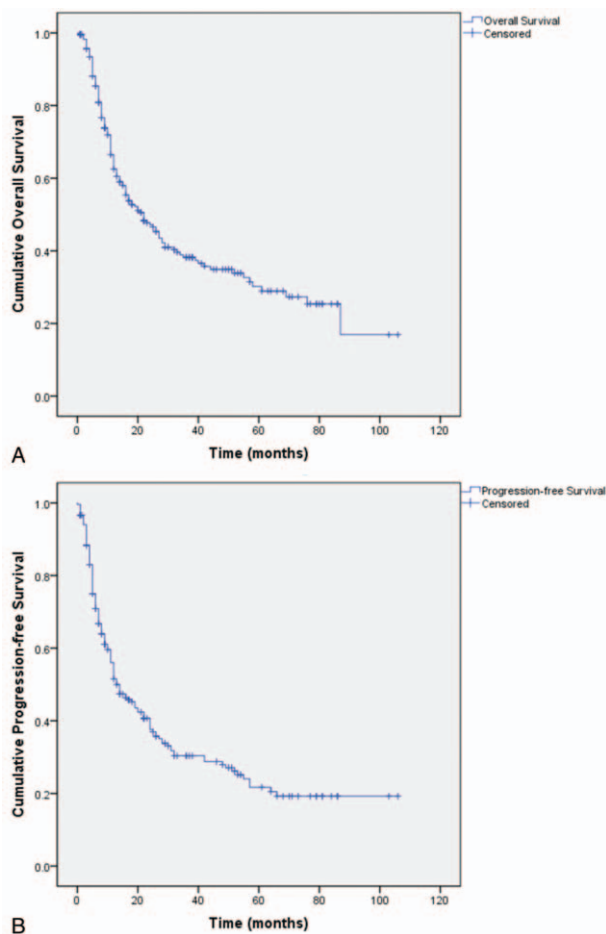 Overall Survival
Censored
Cumulative Overall Survival
1.0
0.8
0.6
0.4
0.2
0.0
0 20 40 60 80 100 120
Time (months)
A
Progression-free Survival
Censored
Cumulative Progression-free Survival
1.0
0.8
0.6
0.4
0.2
0.0
0 20 40 60 80 100 120
Time (months)
B